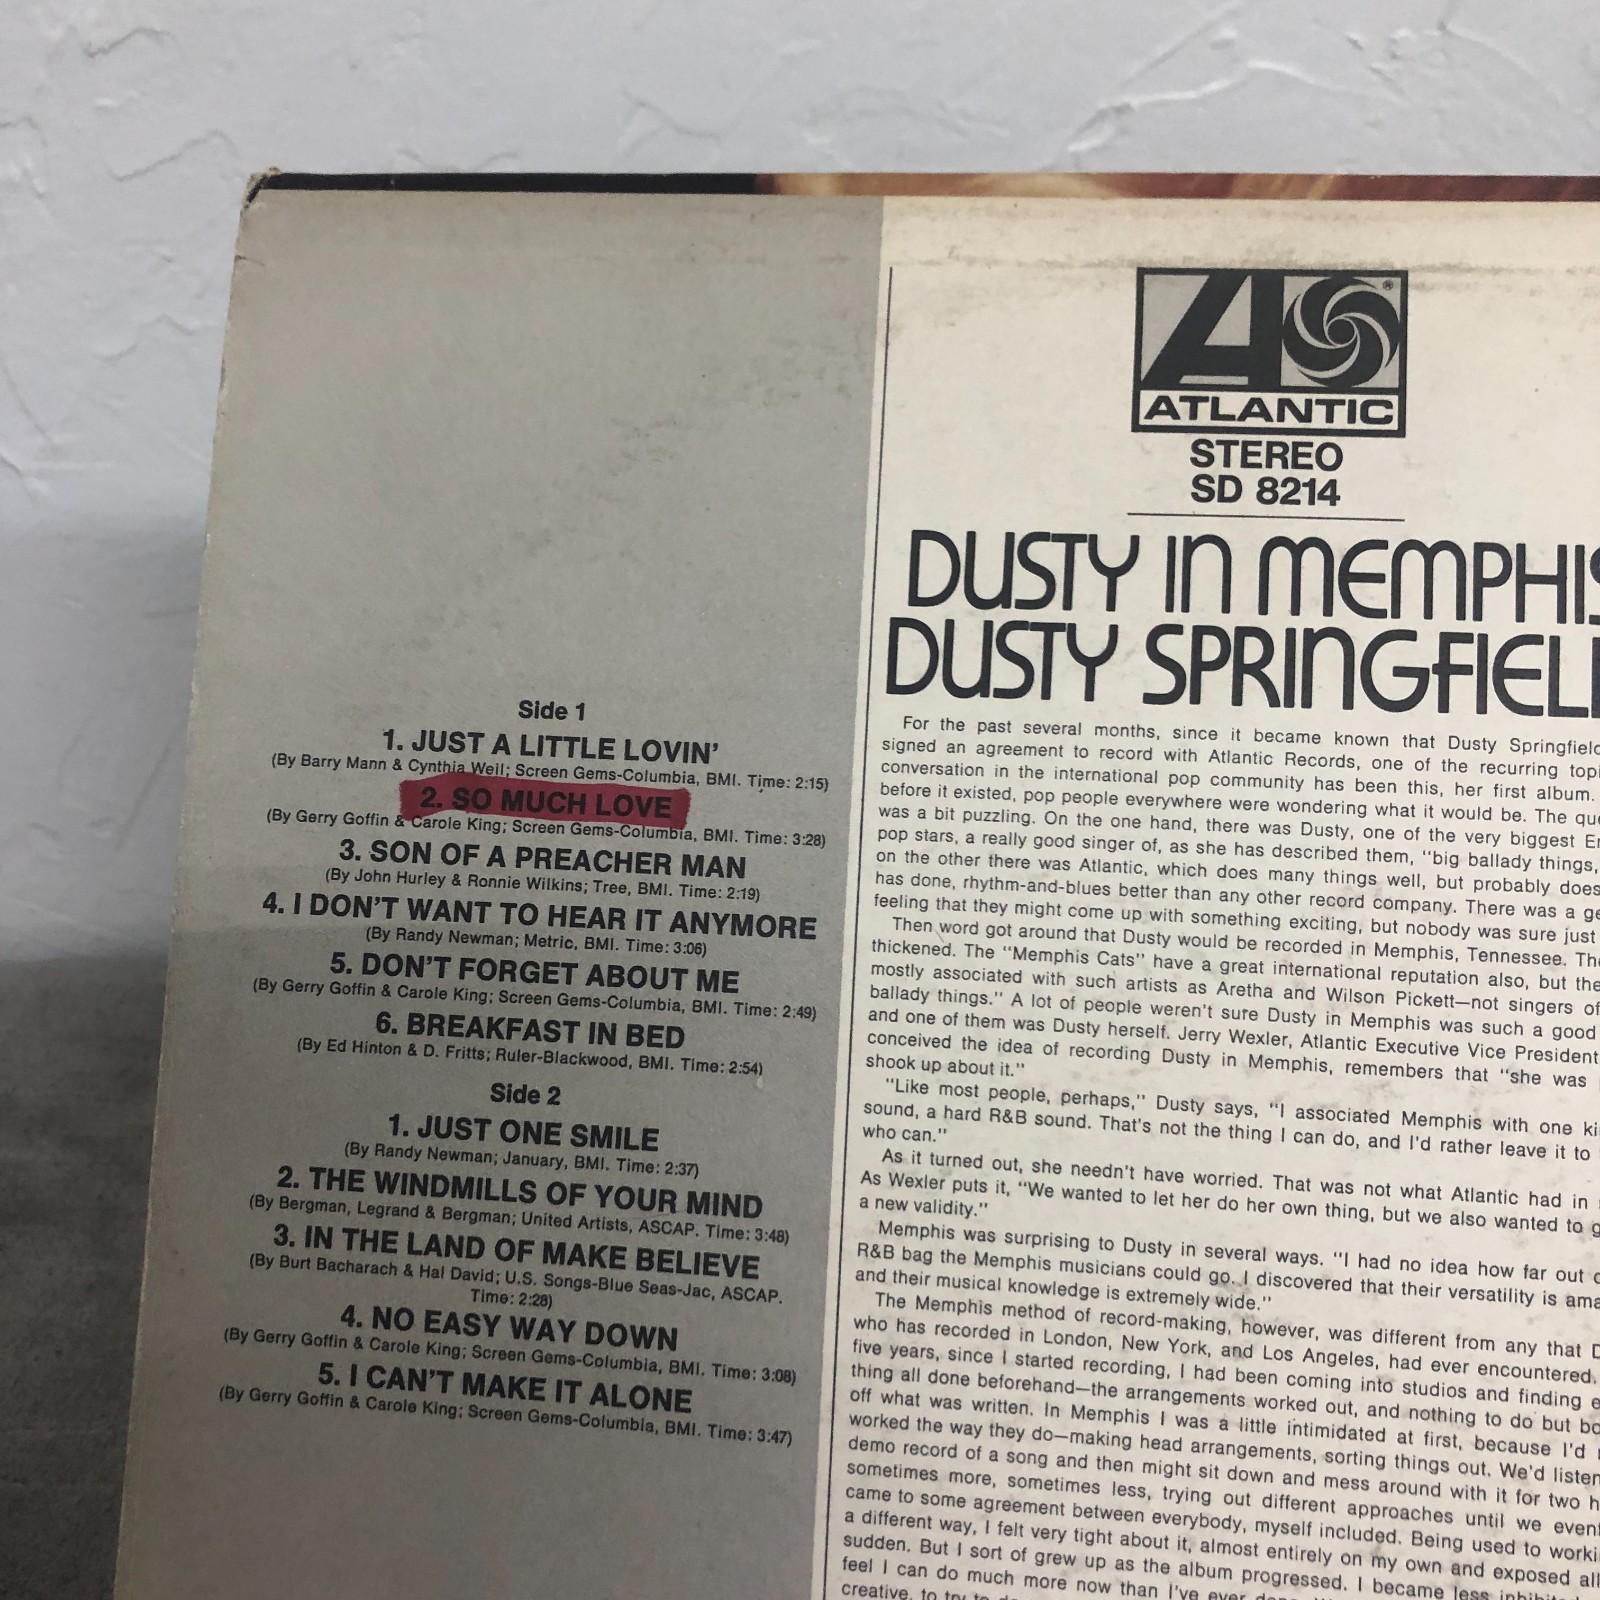 Side 1
1. JUST A LITTLE LOVIN'
(By Barry Mann & Cynthia Weil; Screen Gems-Columbia, BMI. Time: 2:15)
2. SO MUCH LOVE
(By Gerry Goffin & Carole King; Screen Gems-Columbia, BMI. Time: 3:28)
3. SON OF A PREACHER MAN
(By John Hurley & Ronnie Wilkins; Tree, BMI. Time: 2:19)
4. I DON'T WANT TO HEAR IT ANYMORE
(By Randy Newman; Metric, BMI. Time: 3:06)
5. DON'T FORGET ABOUT ME
(By Gerry Goffin & Carole King; Screen Gems-Columbia, BMI. Time: 2:49)
6. BREAKFAST IN BED
(By Ed Hinton & D. Fritts; Ruler-Blackwood, BMI. Time: 2:54)
Side 2
1. JUST ONE SMILE
(By Randy Newman; January, BMI. Time: 2:37)
2. THE WINDMILLS OF YOUR MIND
(By Bergman, Legrand & Bergman; United Artists, ASCAP. Time: 3:48)
3. IN THE LAND OF MAKE BELIEVE
(By Burt Bacharach & Hal David; U.S. Songs-Blue Seas-Jac, ASCAP.
Time: 2:28)
4. NO EASY WAY DOWN
(By Gerry Goffin & Carole King; Screen Gems-Columbia, BMI. Time: 3:08)
5. I CAN'T MAKE IT ALONE
(By Gerry Goffin & Carole King; Screen Gems-Columbia, BMI. Time: 3:47)
A ®
ATLANTIC
STEREO
SD 8214
DUSTY IN MEMPHIS
DUSTY SPRINGFIEL
For the past several months, since it became known that Dusty Springfield
signed an agreement to record with Atlantic Records, one of the recurring topi
conversation in the international pop community has been this, her first album.
before it existed, pop people everywhere were wondering what it would be. The que
was a bit puzzling. On the one hand, there was Dusty, one of the very biggest En
pop stars, a really good singer of, as she has described them, "big ballady things,
on the other there was Atlantic, which does many things well, but probably does
has done, rhythm-and-blues better than any other record company. There was a ge
feeling that they might come up with something exciting, but nobody was sure just
Then word got around that Dusty would be recorded in Memphis, Tennessee. The
thickened. The "Memphis Cats" have a great international reputation also, but the
mostly associated with such artists as Aretha and Wilson Pickett—not singers of
ballady things." A lot of people weren't sure Dusty in Memphis was such a good
and one of them was Dusty herself. Jerry Wexler, Atlantic Executive Vice President
conceived the idea of recording Dusty in Memphis, remembers that "she was
shook up about it."
"Like most people, perhaps," Dusty says, "I associated Memphis with one ki
sound, a hard R&B sound. That's not the thing I can do, and I'd rather leave it to
who can."
As it turned out, she needn't have worried. That was not what Atlantic had in
As Wexler puts it, "We wanted to let her do her own thing, but we also wanted to g
a new validity."
Memphis was surprising to Dusty in several ways. "I had no idea how far out o
R&B bag the Memphis musicians could go. I discovered that their versatility is ama
and their musical knowledge is extremely wide."
The Memphis method of record-making, however, was different from any that D
who has recorded in London, New York, and Los Angeles, had ever encountered.
five years, since I started recording, I had been coming into studios and finding e
thing all done beforehand—the arrangements worked out, and nothing to do but bo
off what was written. In Memphis I was a little intimidated at first, because I'd
worked the way they do—making head arrangements, sorting things out. We'd listen
demo record of a song and then might sit down and mess around with it for two h
sometimes more, sometimes less, trying out different approaches until we even
came to some agreement between everybody, myself included. Being used to worki
a different way, I felt very tight about it, almost entirely on my own and exposed all
sudden. But I sort of grew up as the album progressed. I became less
feel I can do much more now than I've ever
creative, to try to